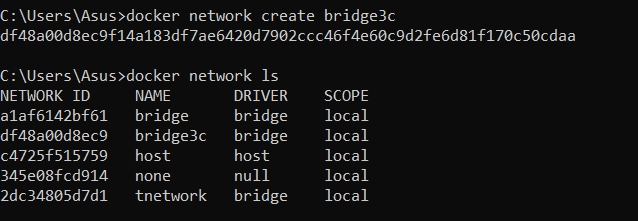 C:\Users\Asus>docker network create bridge3c
df48a00d8ec9f14a183df7ae6420d7902ccc46f4e60c9d2fe6d81f170c50cdaa
C:\Users\Asus>docker network ls
NETWORK ID     NAME       DRIVER    SCOPE
a1af6142bf61   bridge     bridge    local
df48a00d8ec9   bridge3c   bridge    local
c4725f515759   host       host      local
345e08fcd914   none       null      local
2dc34805d7d1   tnetwork   bridge    local